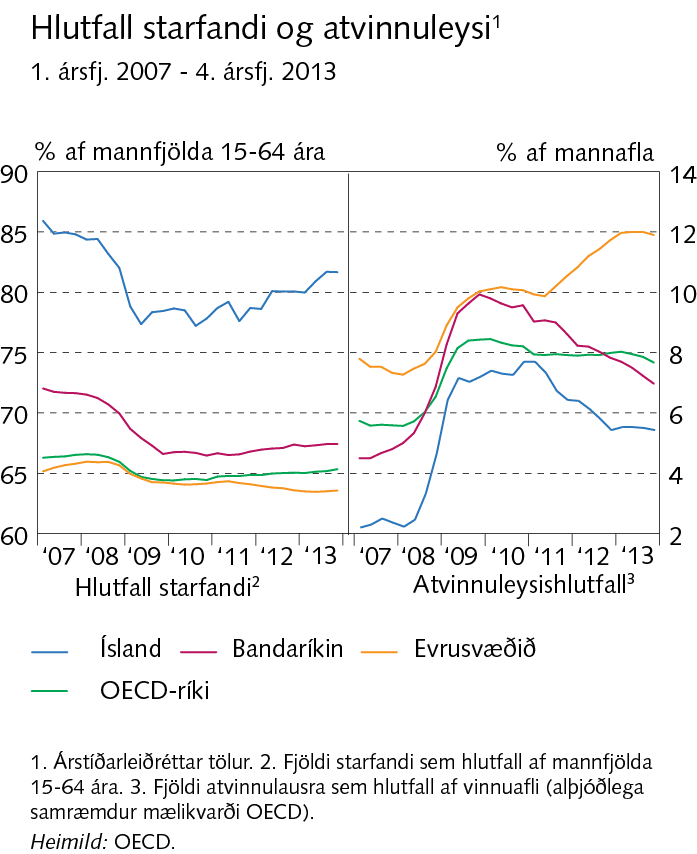 Hlutfall starfandi og atvinnuleysi¹
1. ársfj. 2007 - 4. ársfj. 2013
% af mannfjölda 15-64 ára
% af mannafla
90
85
80
75
70
65
60
14
12
10
8
6
4
2
‘07 ‘08 ‘09 ‘10 ‘11 ‘12 ‘13
‘07 ‘08 ‘09 ‘10 ‘11 ‘12 ‘13
Hlutfall starfandi²
Atvinnuleysishlutfall³
Ísland Bandaríkin Evrusvæðið
OECD-ríki
1. Árstíðarleiðréttar tölur. 2. Fjöldi starfandi sem hlutfall af mannfjölda
15-64 ára. 3. Fjöldi atvinnulausra sem hlutfall af vinnuafli (alþjóðlega
samræmdur mælikvarði OECD).
Heimild: OECD.